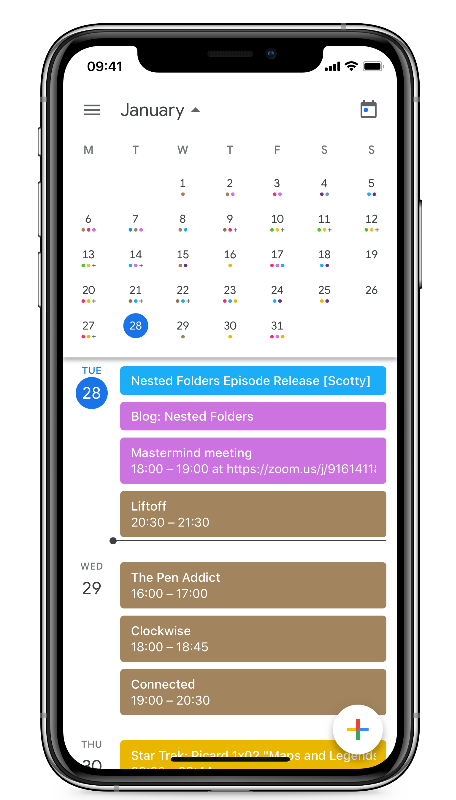 09:41
January
M T W T F S S
1 2 3 4 5
6 7 8 9 10 11 12
13 14 15 16 17 18 19
20 21 22 23 24 25 26
27 28 29 30 31
TUE
28
Nested Folders Episode Release [Scotty]
Blog: Nested Folders
Mastermind meeting
18:00 – 19:00 at https://zoom.us/j/916141
Liftoff
20:30 – 21:30
WED
29
The Pen Addict
16:00 – 17:00
Clockwise
18:00 – 18:45
Connected
19:00 – 20:30
THU
30
Star Trek: Picard 1x02 "Maps and Legends